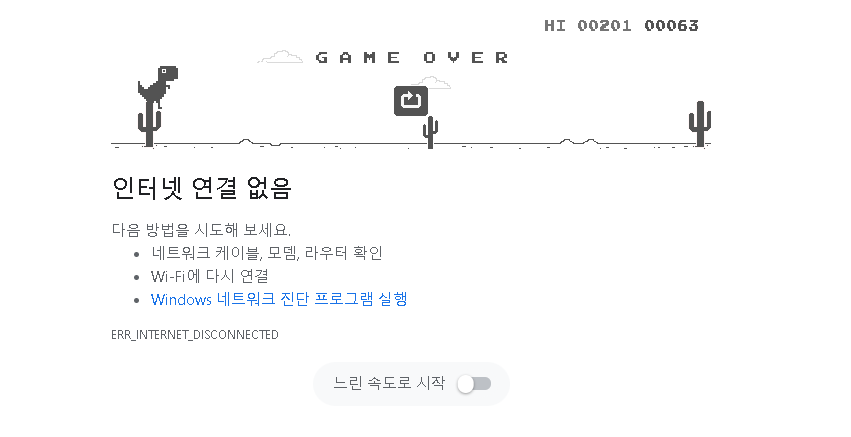 HI 00201 00063
GAME OVER
인터넷 연결 없음
다음 방법을 시도해 보세요.
• 네트워크 케이블, 모뎀, 라우터 확인
• Wi-Fi에 다시 연결
• Windows 네트워크 진단 프로그램 실행
ERR_INTERNET_DISCONNECTED
느린 속도로 시작